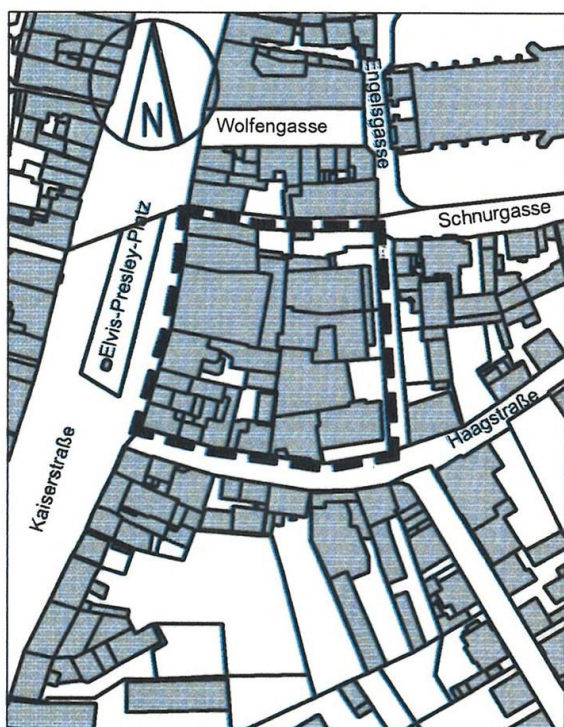 N
Wolfengasse
Engelsgasse
Schnurgasse
Elvis-Presley-Platz
Haagstraße
Kaiserstraße